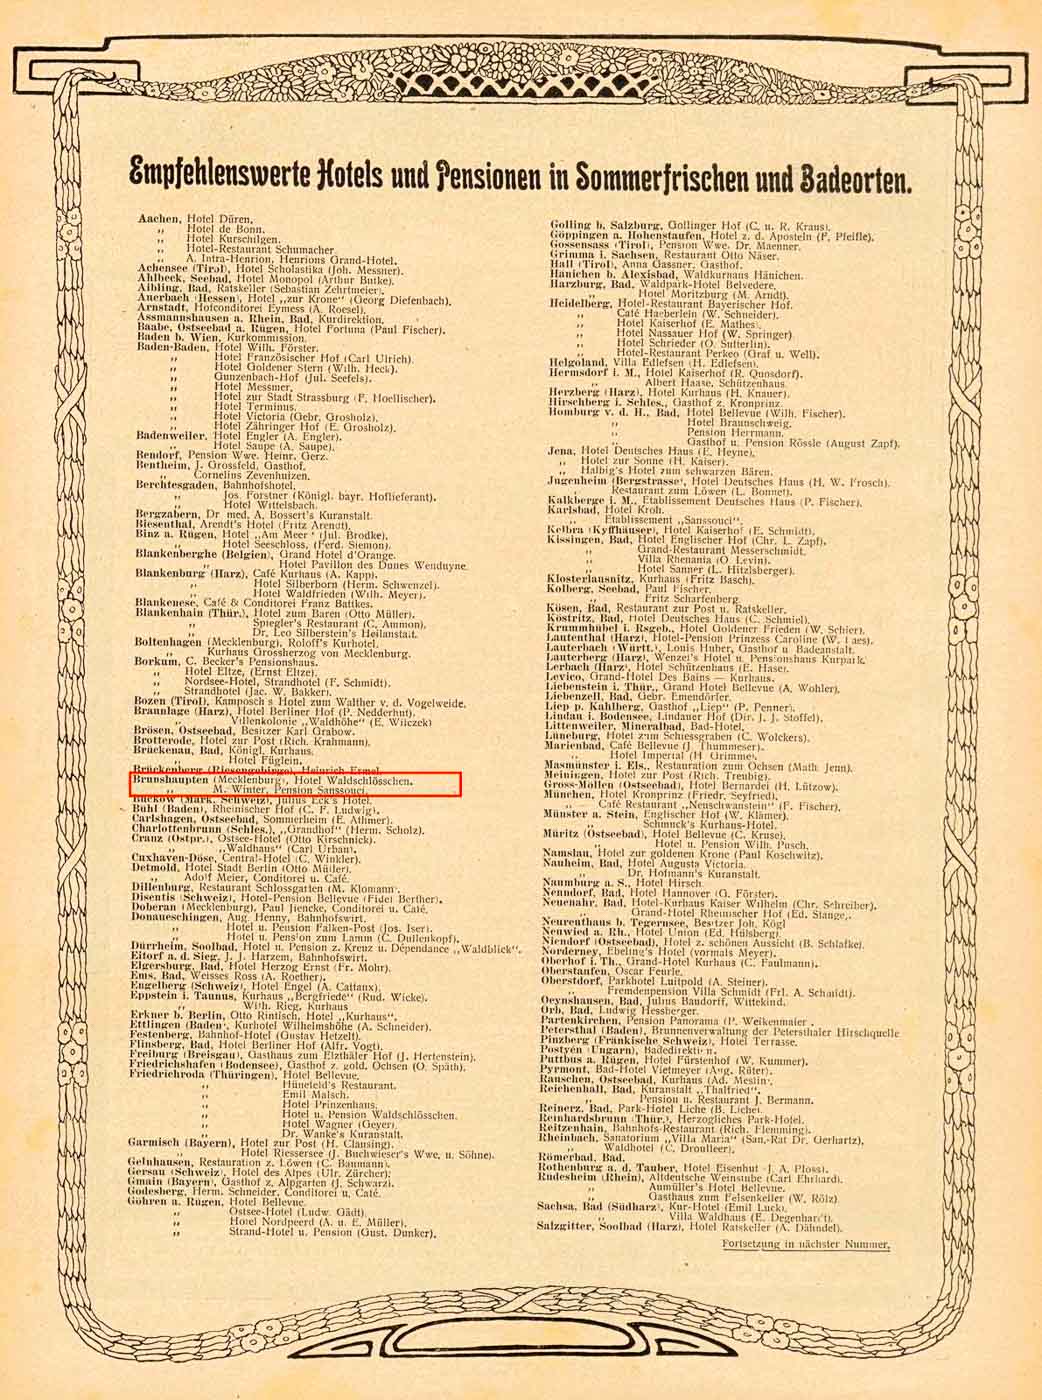 Empfehlenswerte Hotels und Pensionen in Sommerfrischen und Badeorten.
Aachen, Hotel Düren.
„ Hotel de Bonn.
„ Hotel Kurschilgen.
„ Hotel-Restaurant Schumacher.
„ A. Intra-Henrion, Henrions Grand-Hotel.
Achensee (Tirol), Hotel Scholastika (Joh. Messner).
Ahlbeck, Seebad, Hotel Monopol (Arthur Butke).
Aibling, Bad, Ratskeller (Sebastian Zehrtmeier).
Auerbach (Hessen), Hotel „zur Krone“ (Georg Diefenbach).
Arnstadt, Hofconditorei Eymess (A. Roesel).
Assmannshausen a. Rhein, Bad, Kurdirektion.
Baabe, Ostseebad a. Rügen, Hotel Fortuna (Paul Fischer).
Baden b. Wien, Kurkommission.
Baden-Baden, Hotel Wilh. Förster.
„ Hotel Französischer Hof (Carl Ulrich).
„ Hotel Goldener Stern (Wilh. Heck).
„ Gunzenbach-Hof (Jul. Seefels).
„ Hotel Messmer.
„ Hotel zur Stadt Strassburg (F. Hoellischer).
„ Hotel Terminus.
„ Hotel Victoria (Gebr. Grosholz).
„ Hotel Zähringer Hof (E. Grosholz).
Badenweiler, Hotel Engler (A. Engler).
Hotel Saupe (A. Saupe).
Bendorf, Pension Wwe. Heinr. Gerz.
Bentheim, J. Grossfeld, Gasthof.
„ Cornelius Zevenhuizen.
Berchtesgaden, Bahnhofshotel.
„ Jos. Forstner (Königl. bayr. Hoflieferant).
„ Hotel Wittelsbach.
Bergzabern, Dr. med. A. Bossert's Kuranstalt.
Biesenthal, Arendt's Hotel (Fritz Arendt).
Binz a. Rügen, Hotel „Am Meer“ (Jul. Brodke).
„ Hotel Seeschloss, (Ferd. Siemon).
Blankenberghe (Belgien), Grand Hotel d'Orange.
„ Hotel Pavillon des Dunes Wenduyne.
Blankenburg (Harz), Café Kurhaus (A. Kapp).
„ Hotel Silberborn (Herm. Schwenzel).
„ Hotel Waldfrieden (Wilh. Meyer).
Blankenese, Café & Conditorei Franz Battkes.
Blankenhain (Thür.), Hotel zum Bären (Otto Müller).
„ Spiegler's Restaurant (C. Ammon).
„ Dr. Leo Silberstein's Heilanstalt.
Boltenhagen (Mecklenburg), Roloff's Kurhotel.
„ Kurhaus Grossherzog von Mecklenburg.
Borkum, C. Becker's Pensionshaus.
„ Hotel Eltze, (Ernst Eltze).
„ Nordsee-Hotel, Strandhotel (F. Schmidt).
„ Strandhotel (Jac. W. Bakker).
Bozen (Tirol), Kamposch's Hotel zum Walther v. d. Vogelweide.
Braunlage (Harz), Hotel Berliner Hof (P. Nedderhut).
„ Villenkolonie „Waldhöhe“ (E. Wilczek)
Brösen, Ostseebad, Besitzer Karl Grabow.
Brotterode, Hotel zur Post (Rich. Krahmann).
Brückenau, Bad, Königl. Kurhaus.
„ Hotel Füglein.
Brückenberg (Riesengebirge), Heinrich Ermel.
Brunshaupten (Mecklenburg), Hotel Waldschlösschen.
„ M. Winter, Pension Sanssouci.
Buckow (Märk. Schweiz), Julius Eck's Hotel.
Bühl (Baden), Rheinischer Hof (C. F. Ludwig).
Carlshagen, Ostseebad, Sommerheim (E. Athmer).
Charlottenbrunn (Schles.), „Grandhof“ (Herm. Scholz).
Cranz (Ostpr.), Ostsee-Hotel (Otto Kirschnick).
„ „Waldhaus“ (Carl Urban).
Cuxhaven-Döse, Central-Hotel (C. Winkler).
Detmold, Hotel Stadt Berlin (Otto Müller).
„ Adolf Meier, Conditorei u. Café.
Dillenburg, Restaurant Schlossgarten (M. Klomann).
Disentis (Schweiz), Hotel-Pension Bellevue (Fidel Berther).
Doberan (Mecklenburg), Paul Jiencke, Conditorei u. Café.
Donaueschingen, Aug. Henny, Bahnhofswirt.
„ Hotel u. Pension Falken-Post (Jos. Iser).
„ Hotel u. Pension zum Lamm (C. Dullenkopf).
Dürrheim, Soolbad, Hotel u. Pension z. Kreuz u. Dépendance „Waldblick“.
Eitorf a. d. Sieg, J. J. Harzem, Bahnhofswirt.
Elgersburg, Bad, Hotel Herzog Ernst (Fr. Mohr).
Ems, Bad, Weisses Ross (A. Roether).
Engelberg (Schweiz), Hotel Engel (A. Cattanx).
Eppstein i. Taunus, Kurhaus „Bergfriede“ (Rud. Wicke).
„ Wilh. Rieg, Kurhaus
Erkner b. Berlin, Otto Rintisch, Hotel „Kurhaus“.
Ettlingen (Baden), Kurhotel Wilhelmshöhe (A. Schneider).
Festenberg, Bahnhof-Hotel (Gustav Hetzelt).
Flinsberg, Bad, Hotel Berliner Hof (Alfr. Vogt).
Freiburg (Breisgau), Gasthaus zum Elzthäler Hof (J. Hertenstein).
Friedrichshafen (Bodensee), Gasthof z. gold. Ochsen (O. Späth).
Friedrichroda (Thüringen), Hotel Bellevue.
„ Hünefeld's Restaurant.
„ Emil Malsch.
„ Hotel Prinzenhaus.
„ Hotel u. Pension Waldschlösschen.
„ Hotel Wagner (Geyer).
„ Dr. Wanke's Kuranstalt.
Garmisch (Bayern), Hotel zur Post (H. Clausing).
„ Hotel Riessersee (J. Buchwieser's Wwe. u. Söhne).
Gelnhausen, Restauration z. Löwen (C. Baumann).
Gersau (Schweiz), Hotel des Alpes (Ulr. Zürcher).
Gmain (Bayern), Gasthof z. Alpgarten (J. Schwarz).
Godesberg, Herm. Schneider, Conditorei u. Café.
Göhren a. Rügen, Hotel Bellevue.
„ Ostsee-Hotel (Ludw. Gädt).
„ Hotel Nordpeerd (A. u. E. Müller).
„ Strand-Hotel u. Pension (Gust. Dunker).
Golling b. Salzburg, Gollinger Hof (C. u. R. Kraus).
Göppingen a. Hohenstaufen, Hotel z. d. Aposteln (F. Pfeifle).
Gossensass (Tirol), Pension Wwe. Dr. Maenner.
Grimma i. Sachsen, Restaurant Otto Näser.
Hall (Tirol), Anna Gassner, Gasthof.
Hänichen b. Alexisbad, Waldkurhaus Hänichen.
Harzburg, Bad, Waldpark-Hotel Belvedere.
„ Hotel Moritzburg (M. Arndt).
Heidelberg, Hotel-Restaurant Bayerischer Hof.
„ Café Haeberlein (W. Schneider).
„ Hotel Kaiserhof (E. Mathes).
„ Hotel Nassauer Hof (W. Springer)
„ Hotel Schrieder (O. Sütterlin).
„ Hotel-Restaurant Perkeo (Graf u. Well).
Helgoland, Villa Edlefsen (H. Edlefsen).
Hermsdorf i. M., Hotel Kaiserhof (R. Quosdorf).
„ Albert Haase, Schützenhaus.
Herzberg (Harz), Hotel Kurhaus (H. Knauer).
Hirschberg i. Schles., Gasthof z. Kronprinz.
Homburg v. d. H., Bad, Hotel Bellevue (Wilh. Fischer).
„ Hotel Braunschweig.
„ Pension Herrmann.
„ Gasthof u. Pension Rössle (August Zapf).
Jena, Hotel Deutsches Haus (E. Heyne).
„ Hotel zur Sonne (H. Kaiser).
„ Halbig's Hotel zum schwarzen Bären.
Jugenheim (Bergstrasse), Hotel Deutsches Haus (H. W. Frosch).
„ Restaurant zum Löwen (L. Bonnet).
Kalkberge i. M., Etablissement Deutsches Haus (P. Fischer).
Karlsbad, Hotel Kroh.
„ Etablissement „Sanssouci“.
Kelbra (Kyffhäuser), Hotel Kaiserhof (E. Schmidt).
Kissingen, Bad, Hotel Englischer Hof (Chr. L. Zapf).
„ Grand-Restaurant Messerschmidt.
„ Villa Rhenania (O. Levin).
„ Hotel Sanner (L. Hitzlsberger).
Klosterlausnitz, Kurhaus (Fritz Basch).
Kolberg, Seebad, Paul Fischer.
„ Fritz Scharfenberg.
Kösen, Bad, Restaurant zur Post u. Ratskeller.
Köstritz, Bad, Hotel Deutsches Haus (C. Schmiel).
Krummhübel i. Rsgeb., Hotel Goldener Frieden (W. Schier).
Lautenthal (Harz), Hotel-Pension Prinzess Caroline (W. Laes).
Lauterbach (Württ.), Louis Huber, Gasthof u. Badeanstalt.
Lauterberg (Harz), Wenzel's Hotel u. Pensionshaus Kurpark.
Lerbach (Harz), Hotel Schützenhaus (E. Hase).
Levico, Grand-Hotel Des Bains — Kurhaus.
Liebenstein i. Thür., Grand Hotel Bellevue (A. Wohler).
Liebenzell, Bad, Gebr. Emendörfer.
Liep p. Kahlberg, Gasthof „Liep“ (P. Penner).
Lindau i. Bodensee, Lindauer Hof (Dir. J. J. Stoffel).
Littenweiler, Mineralbad, Bad-Hotel.
Lüneburg, Hotel zum Schiessgraben (C. Wolckers).
Marienbad, Café Bellevue (J. Thummeser).
„ Hotel Imperial (H. Grimme).
Masmünster i. Els., Restauration zum Ochsen (Math. Jenn).
Meiningen, Hotel zur Post (Rich. Treubig).
Gross-Möllen (Ostseebad), Hotel Bernardei (H. Lützow).
München, Hotel Kronprinz (Friedr. Seyfried).
„ Café Restaurant „Neuschwanstein“ (F. Fischer).
Münster a. Stein, Englischer Hof (W. Klämer).
„ Schmuck's Kurhaus-Hotel.
Müritz (Ostseebad), Hotel Bellevue (C. Kruse).
„ Hotel u. Pension Wilh. Pusch.
Namslau, Hotel zur goldenen Krone (Paul Koschwitz).
Nauheim, Bad, Hotel Augusta Victoria.
„ Dr. Hofmann's Kuranstalt.
Naumburg a. S., Hotel Hirsch.
Nenndorf, Bad, Hotel Hannover (G. Förster).
Neuenahr, Bad, Hotel-Kurhaus Kaiser Wilhelm (Chr. Schreiber).
„ Grand-Hotel Rheinischer Hof (Ed. Stange).
Neureuthaus b. Tegernsee, Besitzer Joh. Kögl
Neuwied a. Rh., Hotel Union (Ed. Hülsberg).
Niendorf (Ostseebad), Hotel z. schönen Aussicht (B. Schlafke).
Norderney, Ebeling's Hotel (vormals Meyer).
Oberhof i. Th., Grand-Hotel Kurhaus (C. Faulmann).
Oberstaufen, Oscar Feurle.
Oberstdorf, Parkhotel Luitpold (A. Steiner).
„ Fremdenpension Villa Schmidt (Frl. A. Schmidt).
Oeynshausen, Bad, Julius Baudorff, Wittekind.
Orb, Bad, Ludwig Hessberger.
Partenkirchen, Pension Panorama (P. Weikenmaier).
Petersthal (Baden), Brunnenverwaltung der Petersthaler Hirschquelle
Pinzberg (Fränkische Schweiz), Hotel Terrasse.
Postyén (Ungarn), Badedirektion.
Puttbus a. Rügen, Hotel Fürstenhof (W. Kummer).
Pyrmont, Bad-Hotel Vietmeyer (Aug. Rüter).
Rauschen, Ostseebad, Kurhaus (Ad. Meslin).
Reichenhall, Bad, Kuranstalt „Thalfried“.
„ Pension u. Restaurant J. Bermann.
Reinerz, Bad, Park-Hotel Liche (B. Liche).
Reinhardsbrunn (Thür.), Herzogliches Park-Hotel.
Reitzenhain, Bahnhofs-Restaurant (Rich. Flemming).
Rheinbach, Sanatorium „Villa Maria“ (San.-Rat Dr. Gerhartz).
„ Waldhotel (C. Droulleer).
Römerbad, Bad.
Rothenburg a. d. Tauber, Hotel Eisenhut (J. A. Ploss).
Rüdesheim (Rhein), Altdeutsche Weinstube (Carl Ehrhard).
„ Aumüller's Hotel Bellevue.
„ Gasthaus zum Felsenkeller (W. Rölz).
Sachsa, Bad (Südharz), Kur-Hotel (Emil Luck).
„ Villa Waldhaus (E. Degenhart).
Salzgitter, Soolbad (Harz), Hotel Ratskeller (A. Dähndel).
Fortsetzung in nächster Nummer.